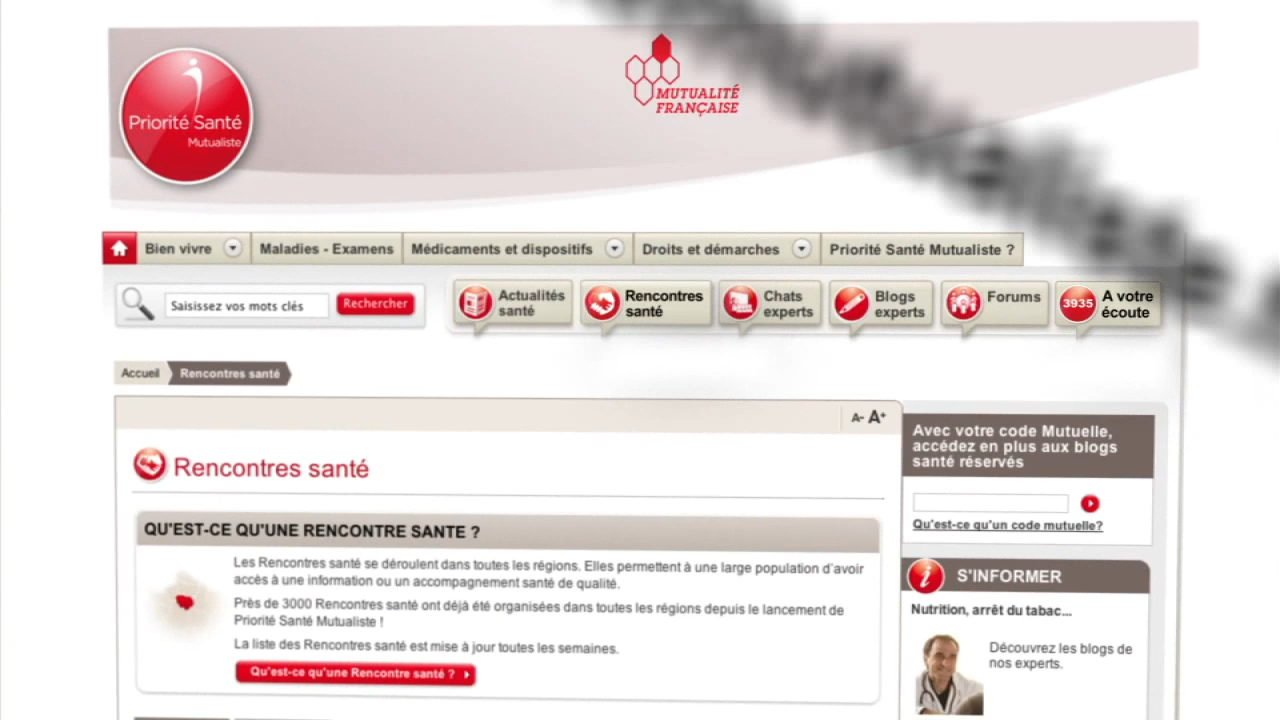 Priorité Santé
Mutualiste
MUTUALITÉ
FRANÇAISE
Bien vivre
Maladies - Examens
Médicaments et dispositifs
Droits et démarches
Priorité Santé Mutualiste ?
Saisissez vos mots clés
Rechercher
Actualités
santé
Rencontres
santé
Chats
experts
Blogs
experts
Forums
3935
A votre
écoute
Accueil
Rencontres santé
A- A+
Rencontres santé
QU'EST-CE QU'UNE RENCONTRE SANTE ?
Les Rencontres santé se déroulent dans toutes les régions. Elles permettent à une large population d'avoir
accès à une information ou un accompagnement santé de qualité.
Près de 3000 Rencontres santé ont déjà été organisées dans toutes les régions depuis le lancement de
Priorité Santé Mutualiste !
La liste des Rencontres santé est mise à jour toutes les semaines.
Qu'est-ce qu'une Rencontre santé ?
Avec votre code Mutuelle,
accédez en plus aux blogs
santé réservés
Qu'est-ce qu'un code mutuelle?
i
S'INFORMER
Nutrition, arrêt du tabac...
Découvrez les blogs de
nos experts.